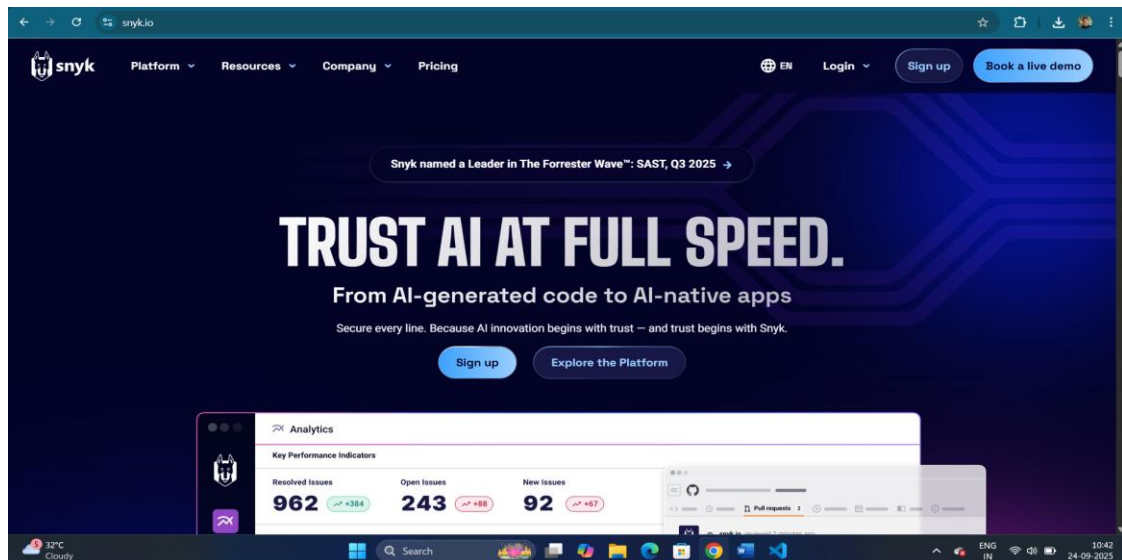 snyk.io
snyk
Platform
Resources
Company
Pricing
EN
Login
Sign up
Book a live demo
Snyk named a Leader in The Forrester Wave™: SAST, Q3 2025 →
TRUST AI AT FULL SPEED.
From AI-generated code to AI-native apps
Secure every line. Because AI innovation begins with trust — and trust begins with Snyk.
Sign up
Explore the Platform
Analytics
Key Performance Indicators
Resolved Issues
962 +384
Open Issues
243 +88
New Issues
92 +67
Pull requests 2
5
32°C
Cloudy
Search
ENG
IN
10:42
24-09-2025